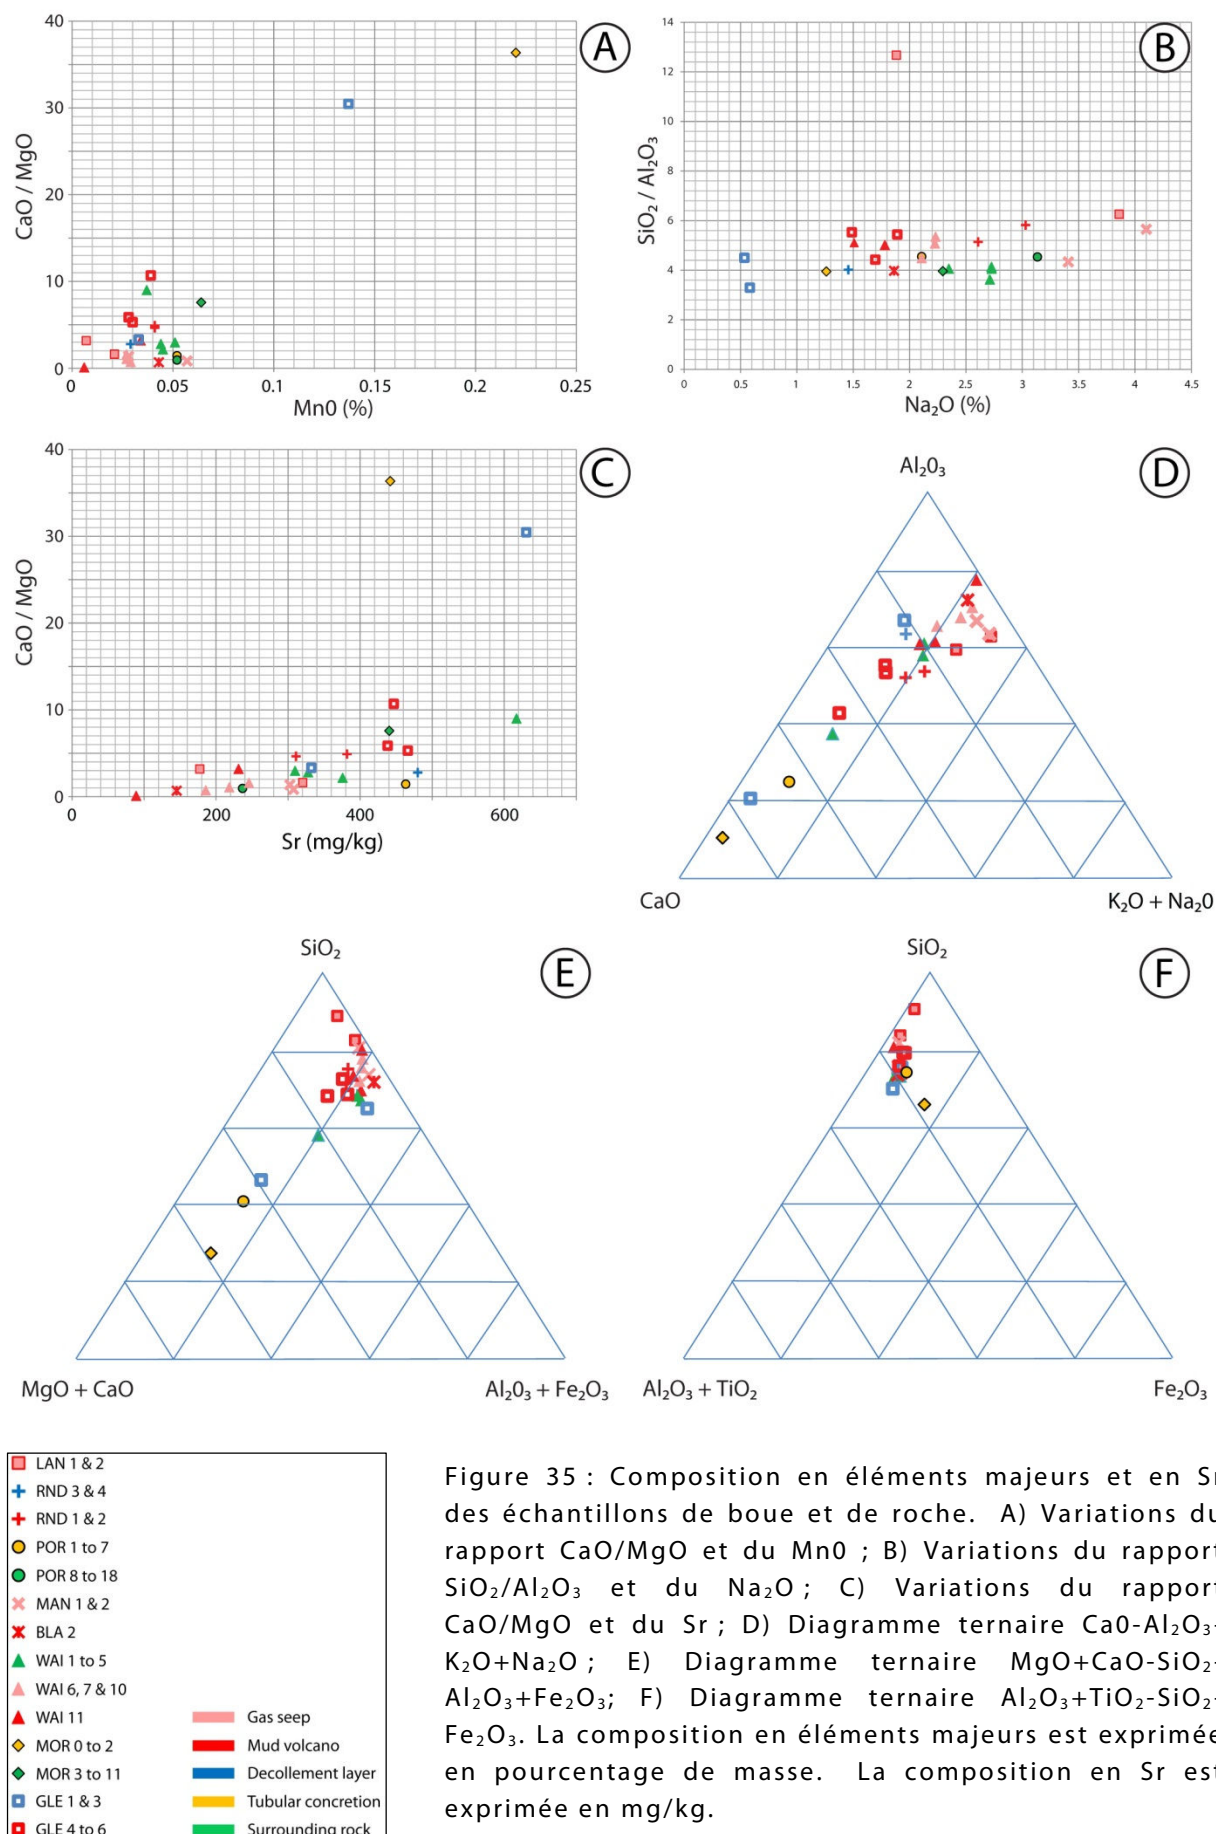 40
30
20
10
0
0
0.05
0.1
0.15
0.2
0.25
CaO / MgO
Mn0 (%)
A
14
12
10
8
6
4
2
0
0
0.5
1
1.5
2
2.5
3
3.5
4
4.5
SiO₂ / Al₂O₃
Na₂O (%)
B
40
30
20
10
0
0
200
400
600
CaO / MgO
Sr (mg/kg)
C
Al₂0₃
D
CaO
K₂O + Na₂0
SiO₂
E
MgO + CaO
Al₂0₃ + Fe₂O₃
SiO₂
F
Al₂O₃ + TiO₂
Fe₂O₃
LAN 1 & 2
RND 3 & 4
RND 1 & 2
POR 1 to 7
POR 8 to 18
MAN 1 & 2
BLA 2
WAI 1 to 5
WAI 6, 7 & 10
WAI 11
MOR 0 to 2
MOR 3 to 11
GLE 1 & 3
GLE 4 to 6
Gas seep
Mud volcano
Decollement layer
Tubular concretion
Surrounding rock
Figure 35 : Composition en éléments majeurs et en Sr
des échantillons de boue et de roche. A) Variations du
rapport CaO/MgO et du Mn0 ; B) Variations du rapport
SiO₂/Al₂O₃ et du Na₂O ; C) Variations du rapport
CaO/MgO et du Sr ; D) Diagramme ternaire Ca0-Al₂O₃-
K₂O+Na₂O ; E) Diagramme ternaire MgO+CaO-SiO₂-
Al₂O₃+Fe₂O₃; F) Diagramme ternaire Al₂O₃+TiO₂-SiO₂-
Fe₂O₃. La composition en éléments majeurs est exprimée
en pourcentage de masse. La composition en Sr est
exprimée en mg/kg.